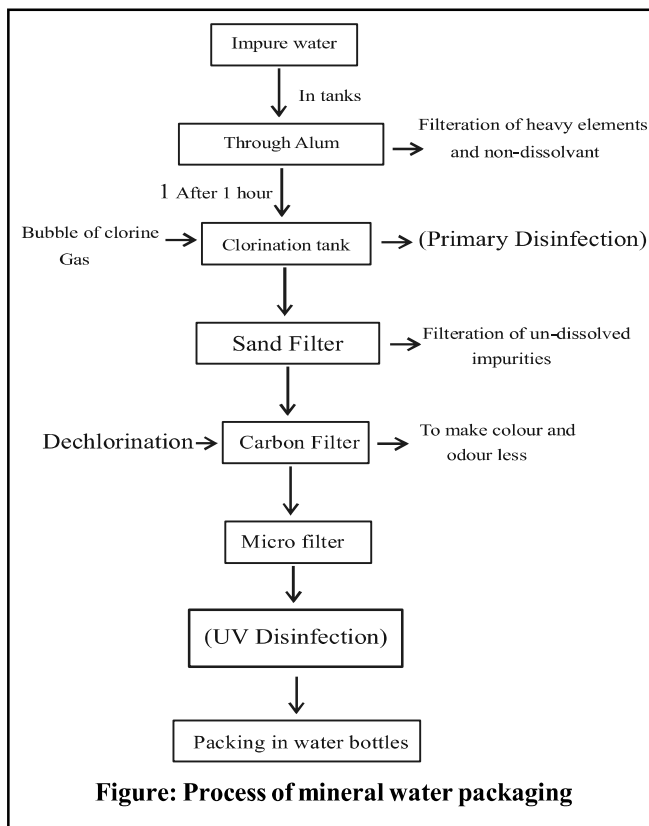 Impure water
In tanks
Through Alum
Filteration of heavy elements
and non-dissolvant
1 After 1 hour
Bubble of clorine
Gas
Clorination tank
(Primary Disinfection)
Sand Filter
Filteration of un-dissolved
impurities
Dechlorination
Carbon Filter
To make colour and
odour less
Micro filter
(UV Disinfection)
Packing in water bottles
Figure: Process of mineral water packaging